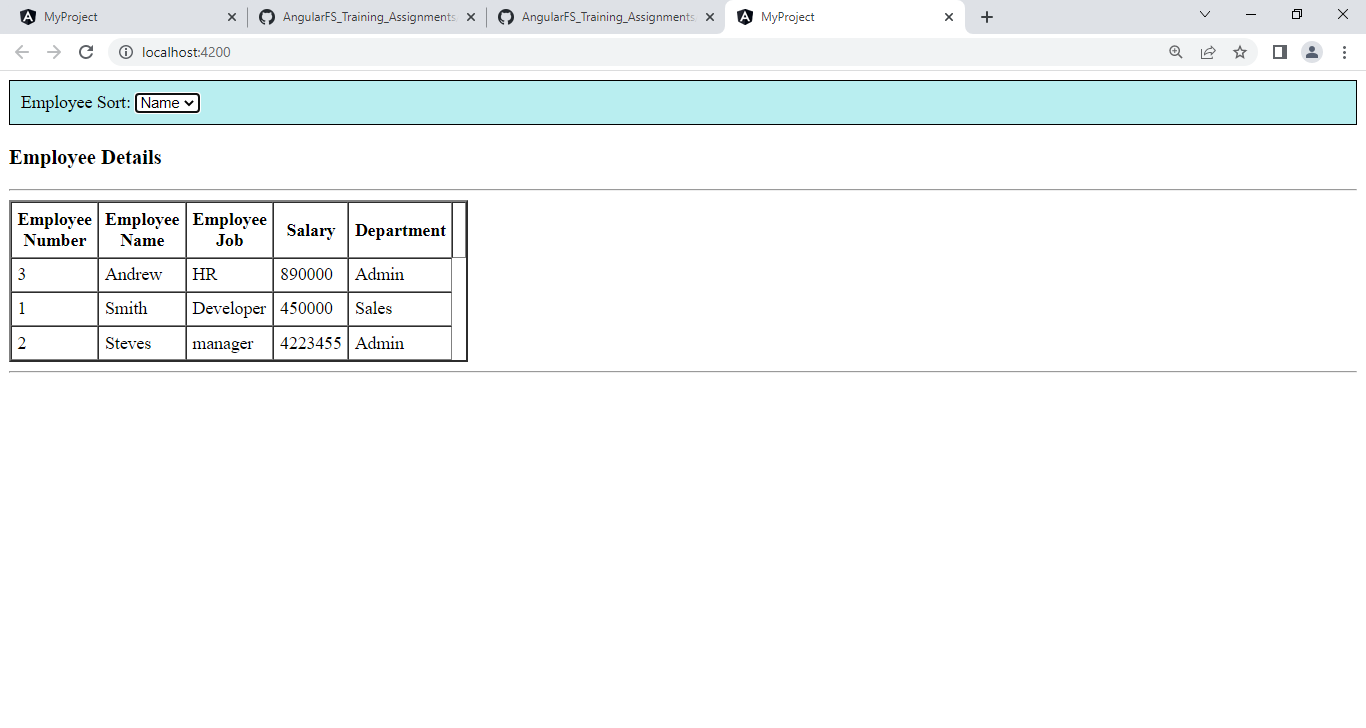 MyProject
AngularFS_Training_Assignments
AngularFS_Training_Assignments
MyProject
localhost:4200
Employee Sort: Name
Employee Details
Employee Number Employee Name Employee Job Salary Department
3 Andrew HR 890000 Admin
1 Smith Developer 450000 Sales
2 Steves manager 4223455 Admin